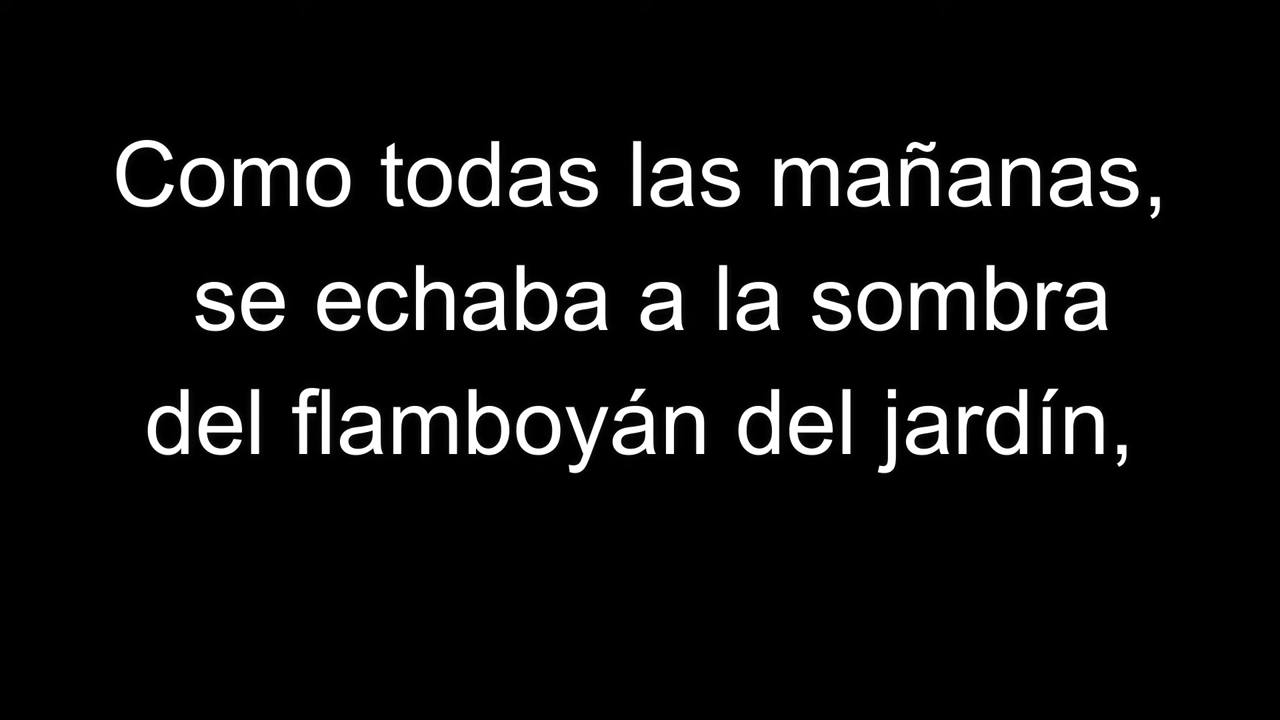 Como todas las mañanas,
se echaba a la sombra
del flamboyán del jardín,